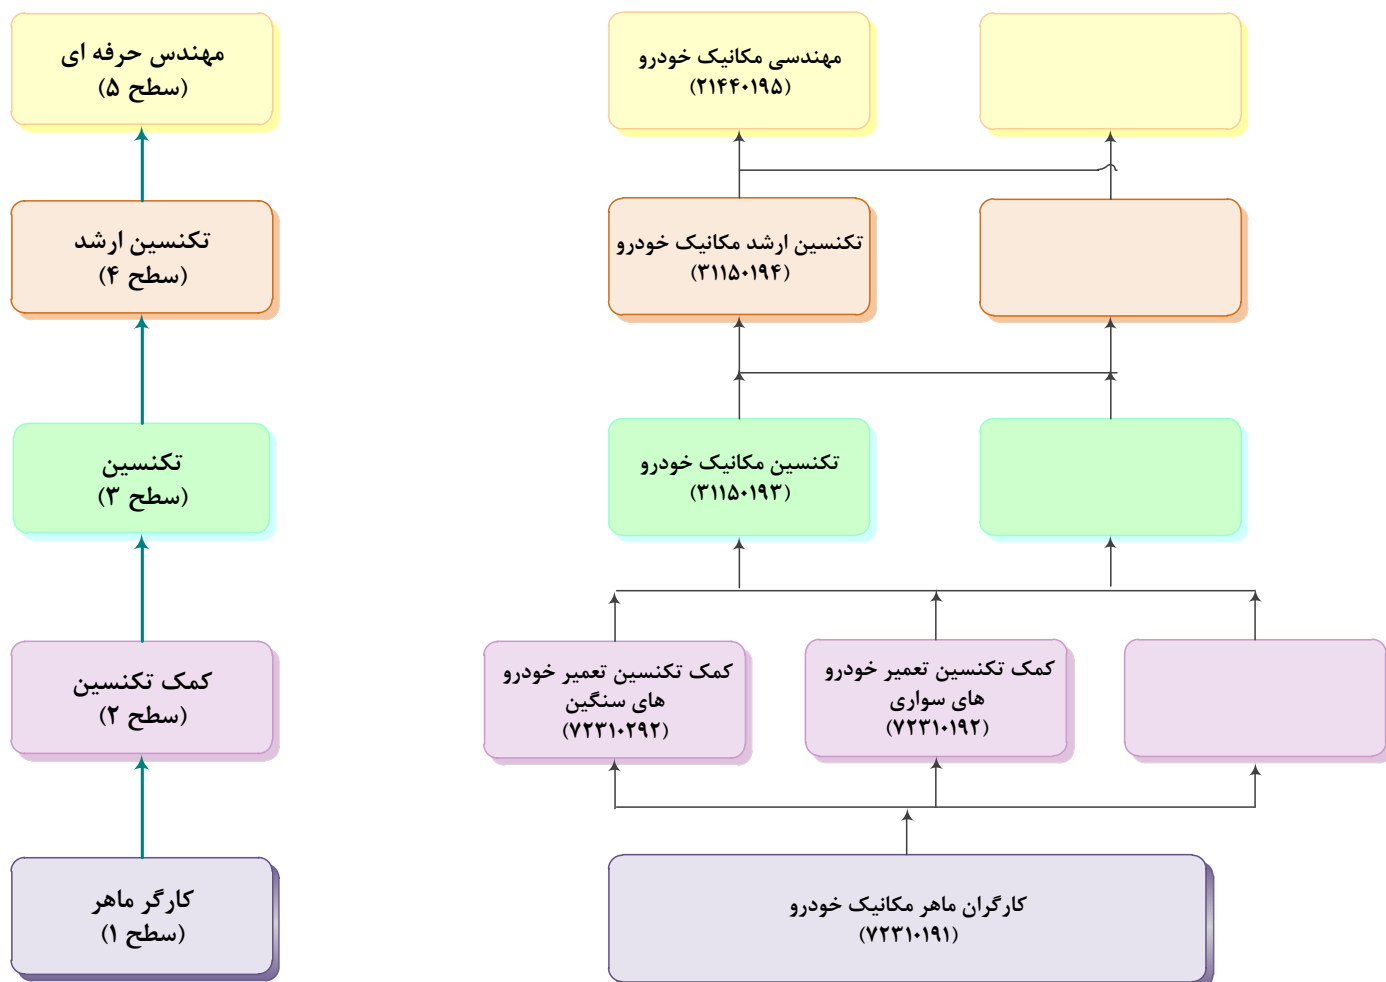 مهندس حرفه ای
(سطح ۵)
مهندسی مکانیک خودرو
(۲۱۴۴۰۱۹۵)
تکنسین ارشد
(سطح ۴)
تکنسین ارشد مکانیک خودرو
(۳۱۱۵۰۱۹۴)
تکنسین
(سطح ۳)
تکنسین مکانیک خودرو
(۳۱۱۵۰۱۹۳)
کمک تکنسین
(سطح ۲)
کمک تکنسین تعمیر خودرو
های سنگین
(۷۲۳۱۰۲۹۲)
کمک تکنسین تعمیر خودرو
های سواری
(۷۲۳۱۰۱۹۲)
کارگر ماهر
(سطح ۱)
کارگران ماهر مکانیک خودرو
(۷۲۳۱۰۱۹۱)